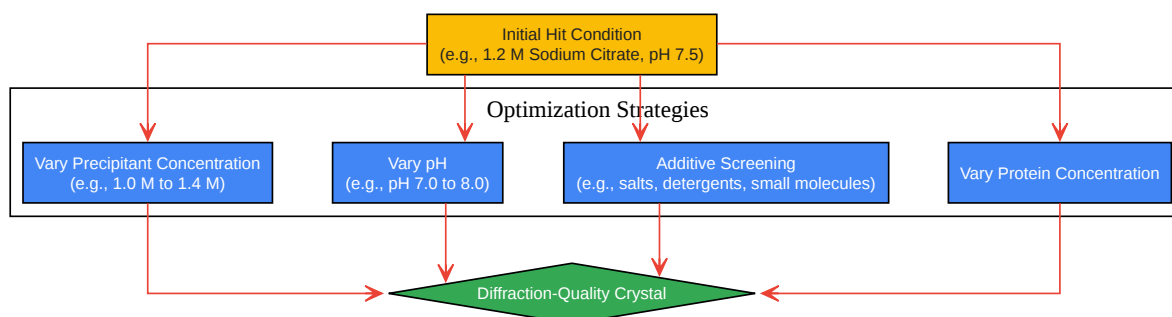 Initial Hit Condition
(e.g., 1.2 M Sodium Citrate, pH 7.5)
Optimization Strategies
Vary Precipitant Concentration
(e.g., 1.0 M to 1.4 M)
Vary pH
(e.g., pH 7.0 to 8.0)
Additive Screening
(e.g., salts, detergents, small molecules)
Vary Protein Concentration
Diffraction-Quality Crystal